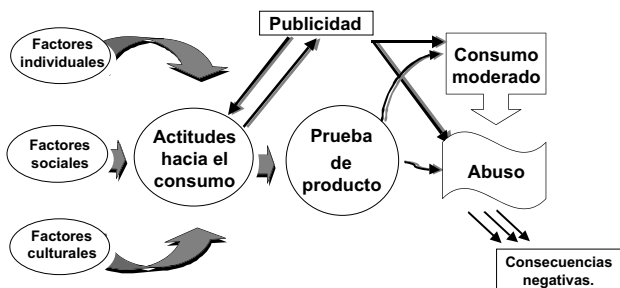 Publicidad
Factores
individuales
Consumo
moderado
Factores
sociales
Actitudes
hacia el
consumo
Prueba
de
producto
Abuso
Factores
culturales
Consecuencias
negativas.